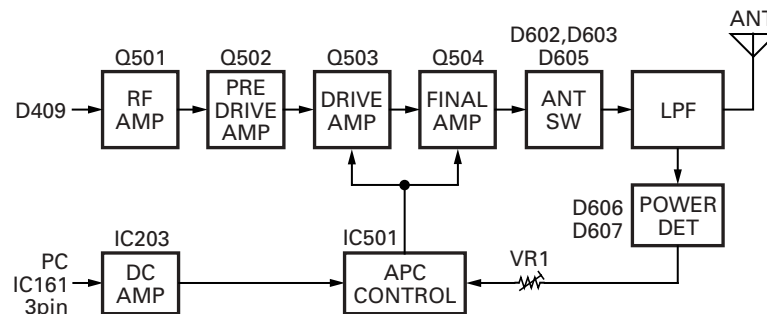 ANT
Q501
Q502
Q503
Q504
D602,D603
D605
D409
RF
AMP
PRE
DRIVE
AMP
DRIVE
AMP
FINAL
AMP
ANT
SW
LPF
D606
D607
POWER
DET
PC
IC161
3pin
IC203
DC
AMP
IC501
APC
CONTROL
VR1